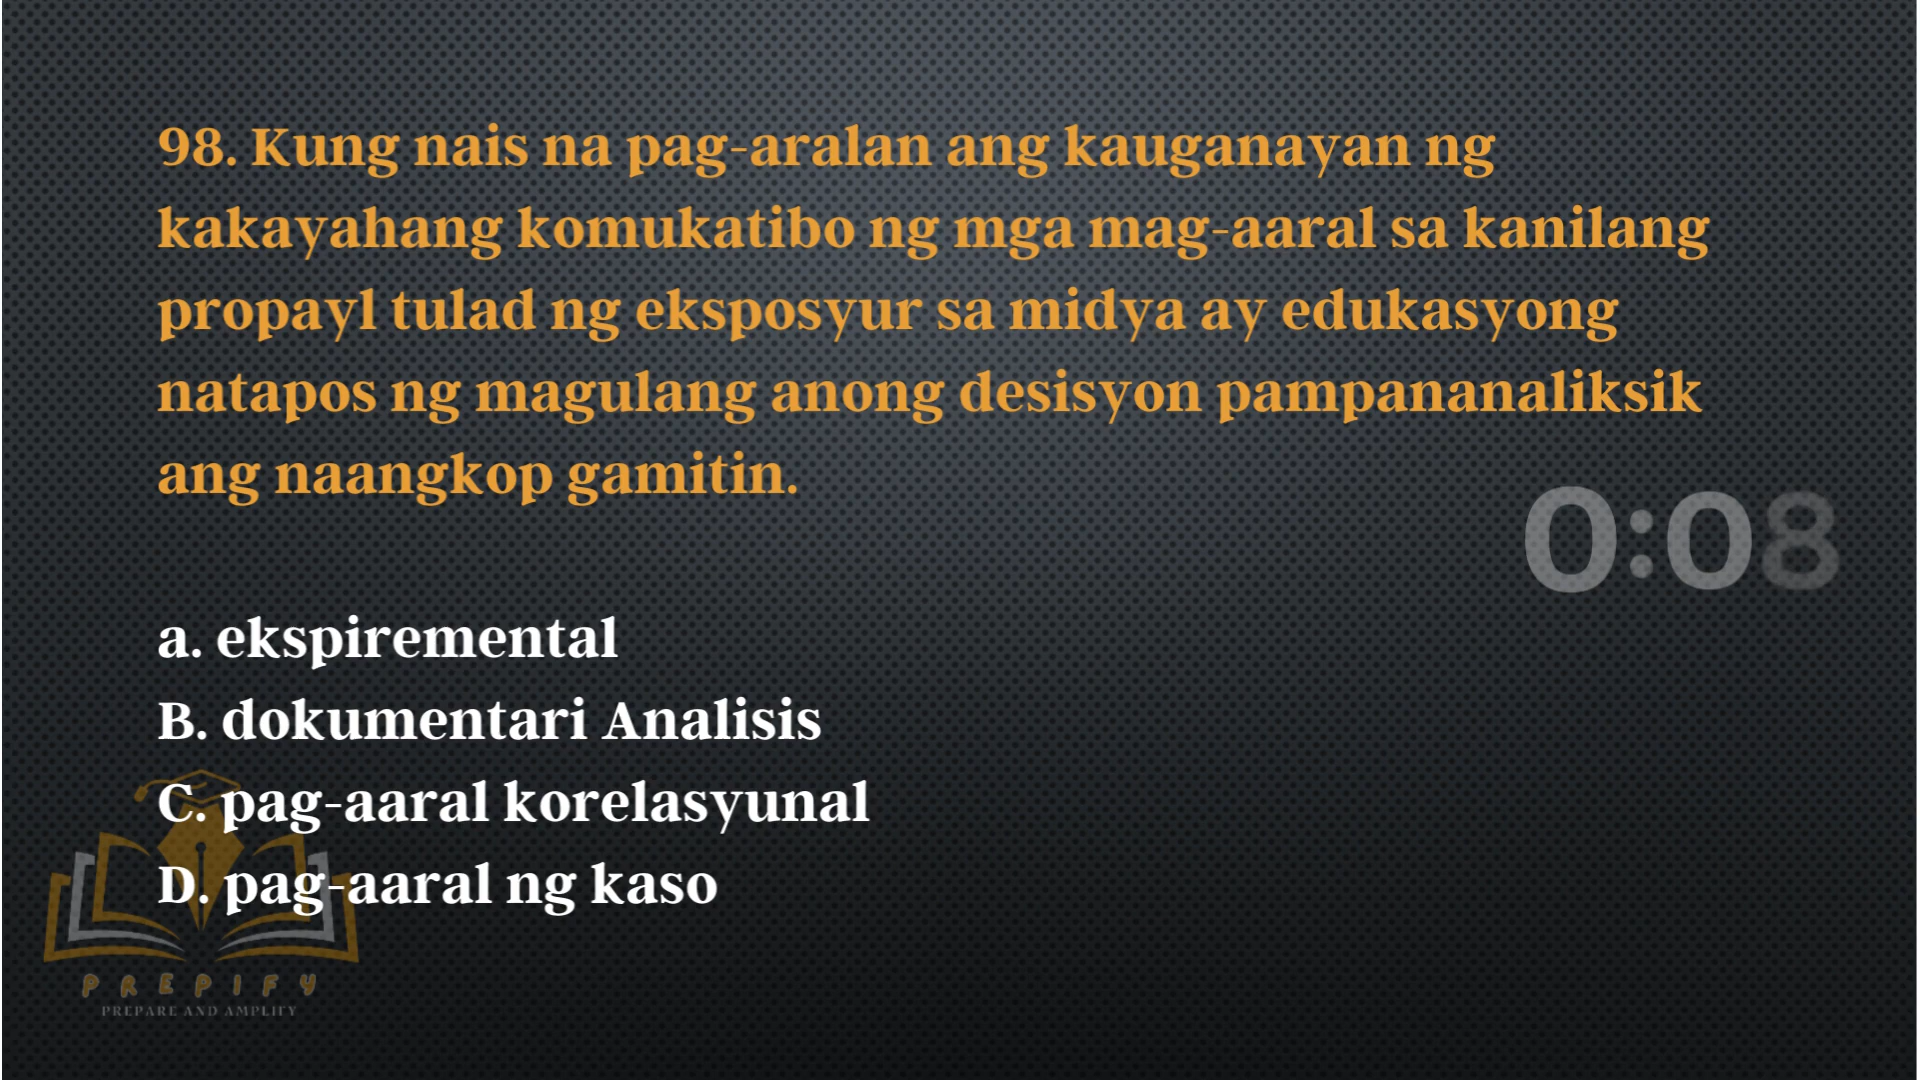 98. Kung nais na pag-aralan ang kauganayan ng
kakayahang komukatibo ng mga mag-aaral sa kanilang
propayl tulad ng eksposyur sa midya ay edukasyong
natapos ng magulang anong desisyon pampananaliksik
ang naangkop gamitin.
0:08
a. ekspiremental
B. dokumentari Analisis
C. pag-aaral korelasyunal
D. pag-aaral ng kaso
PREPIFY
PREPARE AND AMPLIFY